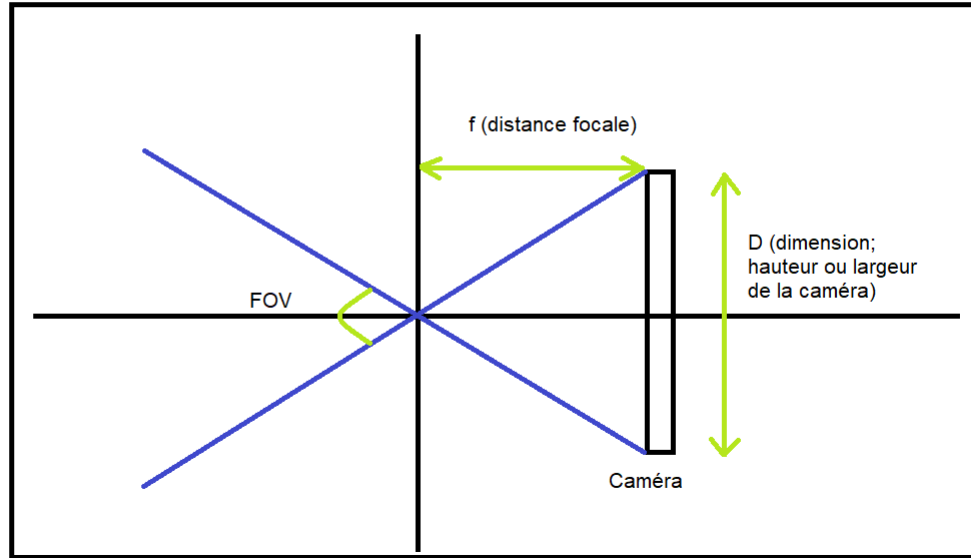 f (distance focale)
D (dimension;
hauteur ou largeur
de la caméra)
FOV
Caméra